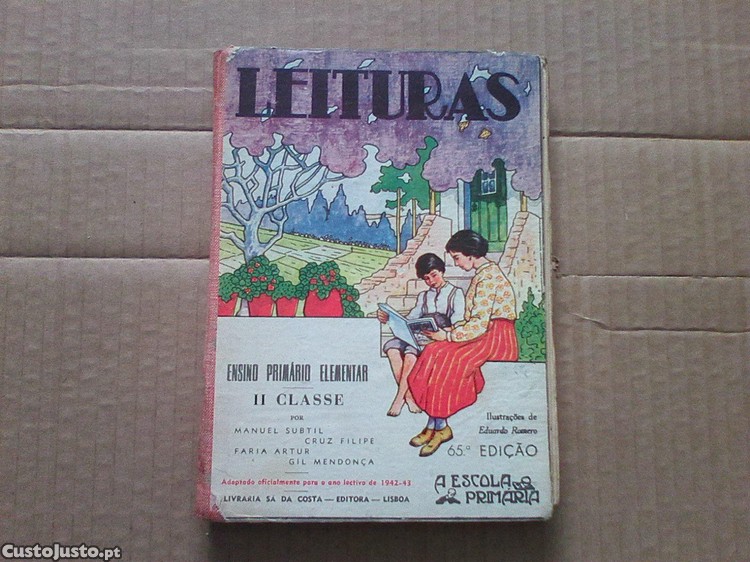 LEITURAS
ENSINO PRIMÁRIO ELEMENTAR
II CLASSE
POR
MANUEL SUBTIL
CRUZ FILIPE
FARIA ARTUR
GIL MENDONÇA
Adoptado oficialmente para o ano lectivo de 1942-43
LIVRARIA SÁ DA COSTA — EDITORA — LISBOA
Ilustrações de
Eduardo Romero
65.ª EDIÇÃO
A ESCOLA
PRIMÁRIA
CustoJusto.pt